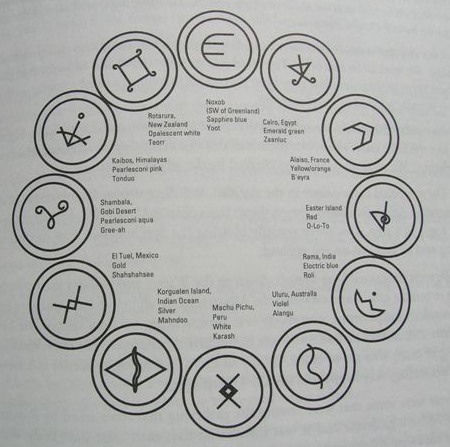 Noxob
(SW of Greenland)
Sapphire blue
Yoot
Cairo, Egypt
Emerald green
Zaanluc
Alaiso, France
Yellow/orange
B'eyra
Easter Island
Red
O-Lo-To
Rama, India
Electric blue
Roli
Uluru, Australia
Violet
Alangu
Machu Pichu,
Peru
White
Karash
Korguelen Island,
Indian Ocean
Silver
Mahndoo
El Tuel, Mexico
Gold
Shahshahsee
Shambala,
Gobi Desert
Pearlesconi aqua
Gree-ah
Kaibos, Himalayas
Pearlesconi pink
Tonduo
Rotarura,
New Zealand
Opalescent white
Teorr